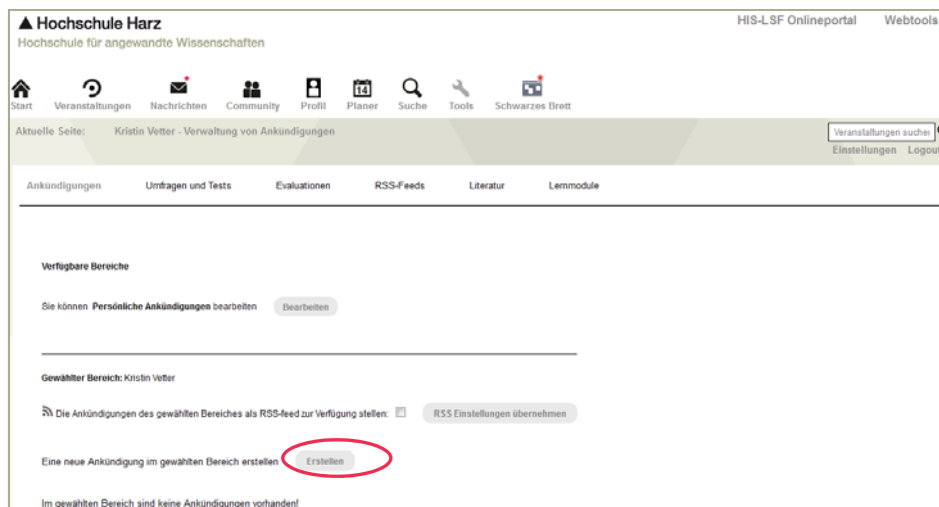 Hochschule Harz
HIS-LSF Onlineportal Webtools
Hochschule für angewandte Wissenschaften
14
Start Veranstaltungen Nachrichten Community Profil Planer Suche Tools Schwarzes Brett
Aktuelle Seite: Kristin Vetter - Verwaltung von Ankündigungen
Veranstaltungen suchen
Einstellungen Logout
Ankündigungen Umfragen und Tests Evaluationen RSS-Feeds Literatur Lernmodule
Verfügbare Bereiche
Sie können Persönliche Ankündigungen bearbeiten Bearbeiten
Gewählter Bereich: Kristin Vetter
Die Ankündigungen des gewählten Bereiches als RSS-feed zur Verfügung stellen: RSS Einstellungen übernehmen
Eine neue Ankündigung im gewählten Bereich erstellen Erstellen
Im gewählten Bereich sind keine Ankündigungen vorhanden!